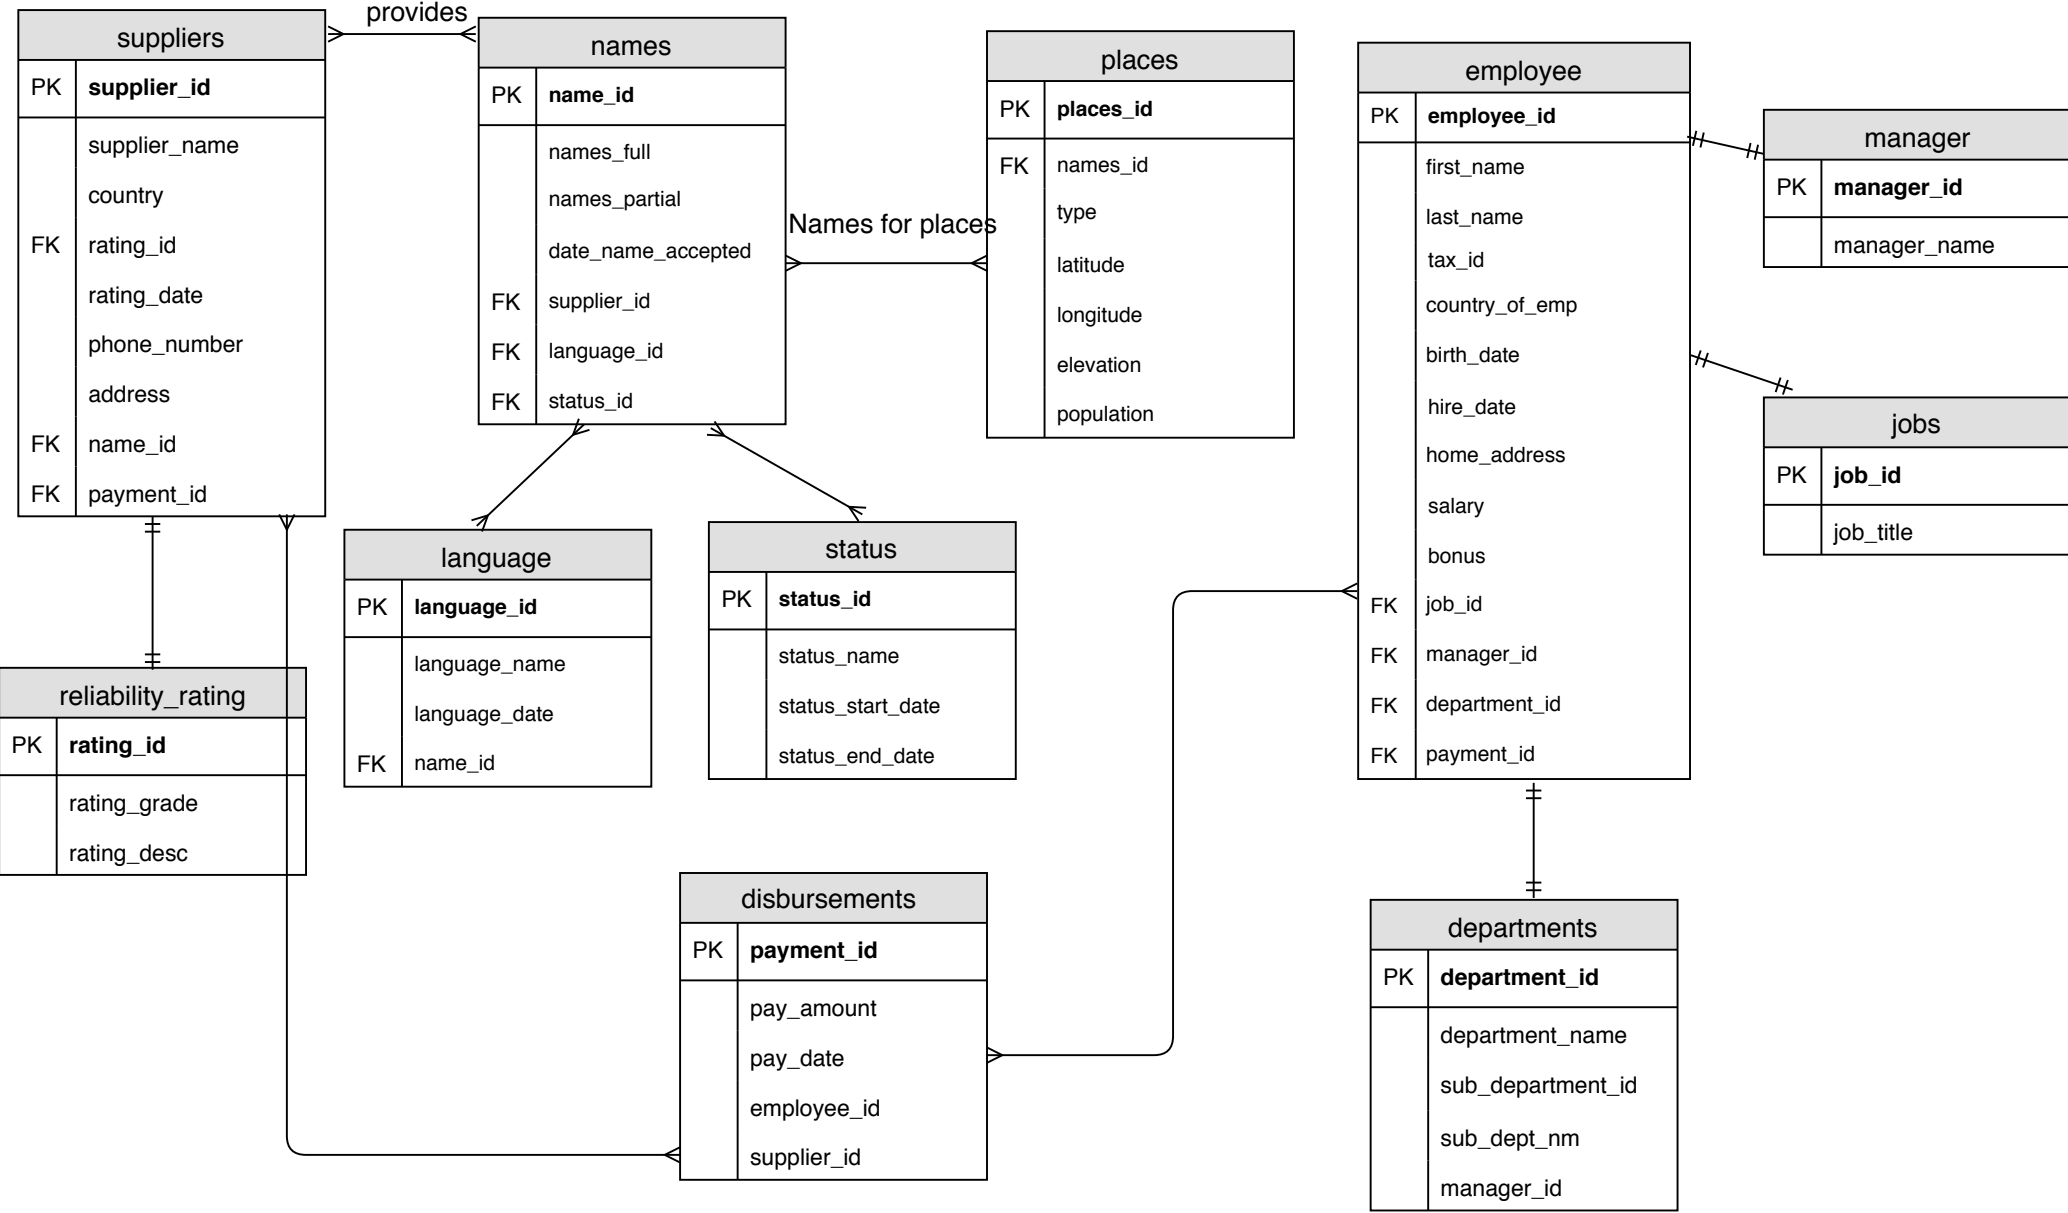 provides
suppliers
PK supplier_id
supplier_name
country
FK rating_id
rating_date
phone_number
address
FK name_id
FK payment_id
names
PK name_id
names_full
names_partial
date_name_accepted
FK supplier_id
FK language_id
FK status_id
Names for places
places
PK places_id
FK names_id
type
latitude
longitude
elevation
population
employee
PK employee_id
first_name
last_name
tax_id
country_of_emp
birth_date
hire_date
home_address
salary
bonus
FK job_id
FK manager_id
FK department_id
FK payment_id
manager
PK manager_id
manager_name
jobs
PK job_id
job_title
reliability_rating
PK rating_id
rating_grade
rating_desc
language
PK language_id
language_name
language_date
FK name_id
status
PK status_id
status_name
status_start_date
status_end_date
disbursements
PK payment_id
pay_amount
pay_date
employee_id
supplier_id
departments
PK department_id
department_name
sub_department_id
sub_dept_nm
manager_id